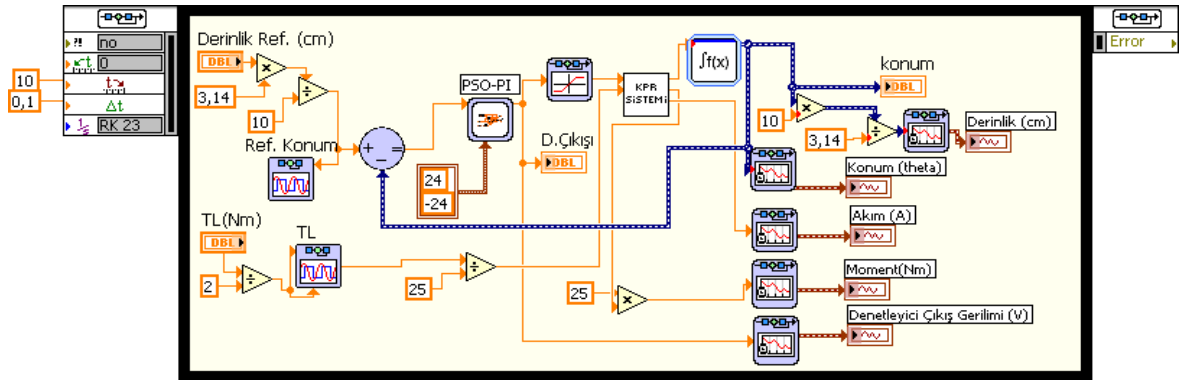 ?! no
0
10
0,1
Δt
RK 23
Derinlik Ref. (cm)
DBL
×
3,14
÷
10
Ref. Konum
+
−
=
PSO-PI
24
-24
D.Çıkışı
DBL
KPR
SİSTEMİ
∫f(x)
konum
DBL
10
×
3,14
÷
Derinlik (cm)
Konum (theta)
Akım (A)
TL(Nm)
DBL
2
÷
TL
25
÷
25
×
Moment(Nm)
Denetleyici Çıkış Gerilimi (V)
Error